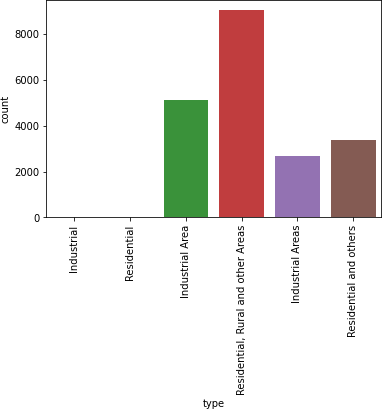 8000
6000
4000
2000
0
count
Industrial
Residential
Industrial Area
Residential, Rural and other Areas
Industrial Areas
Residential and others
type